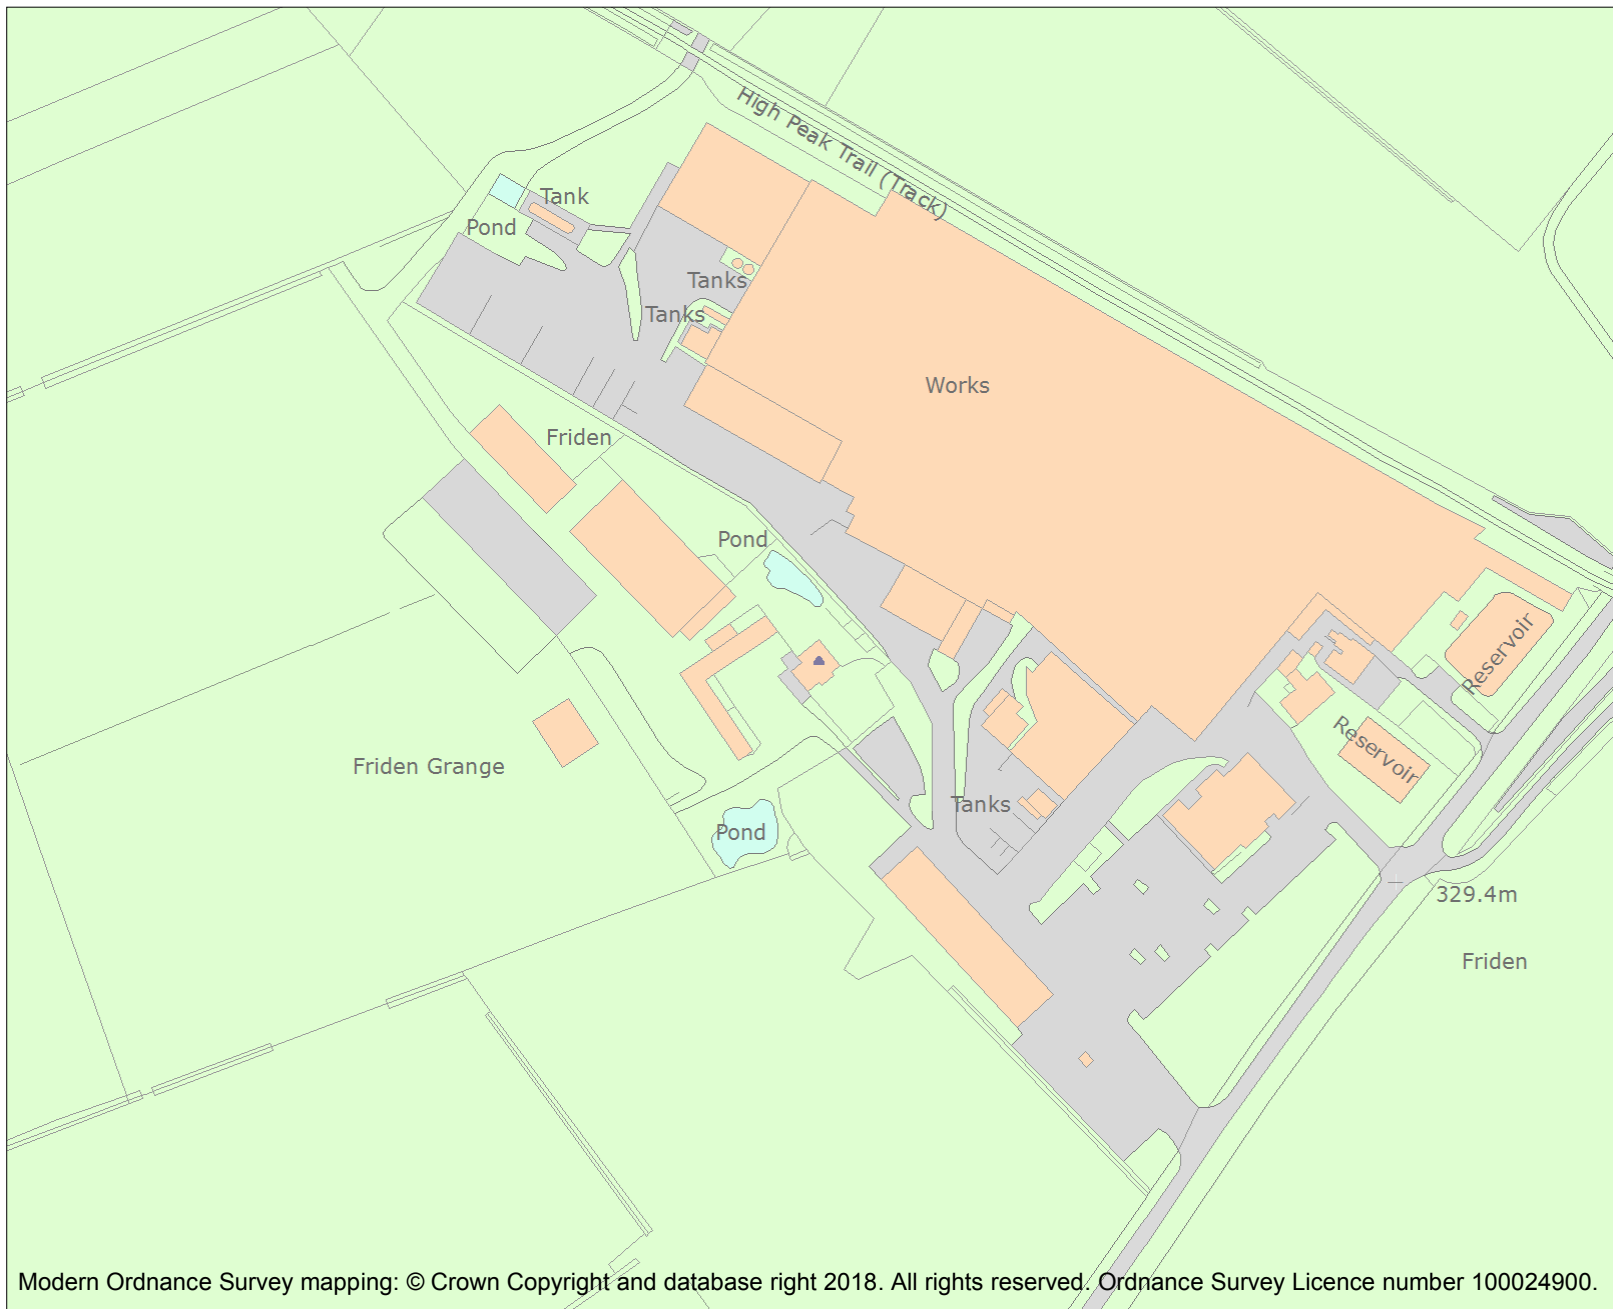 High Peak Trail (Track)
Tank
Pond
Tanks
Tanks
Works
Friden
Pond
Reservoir
Reservoir
Friden Grange
Tanks
Pond
329.4m
Friden
Modern Ordnance Survey mapping: © Crown Copyright and database right 2018. All rights reserved. Ordnance Survey Licence number 100024900.